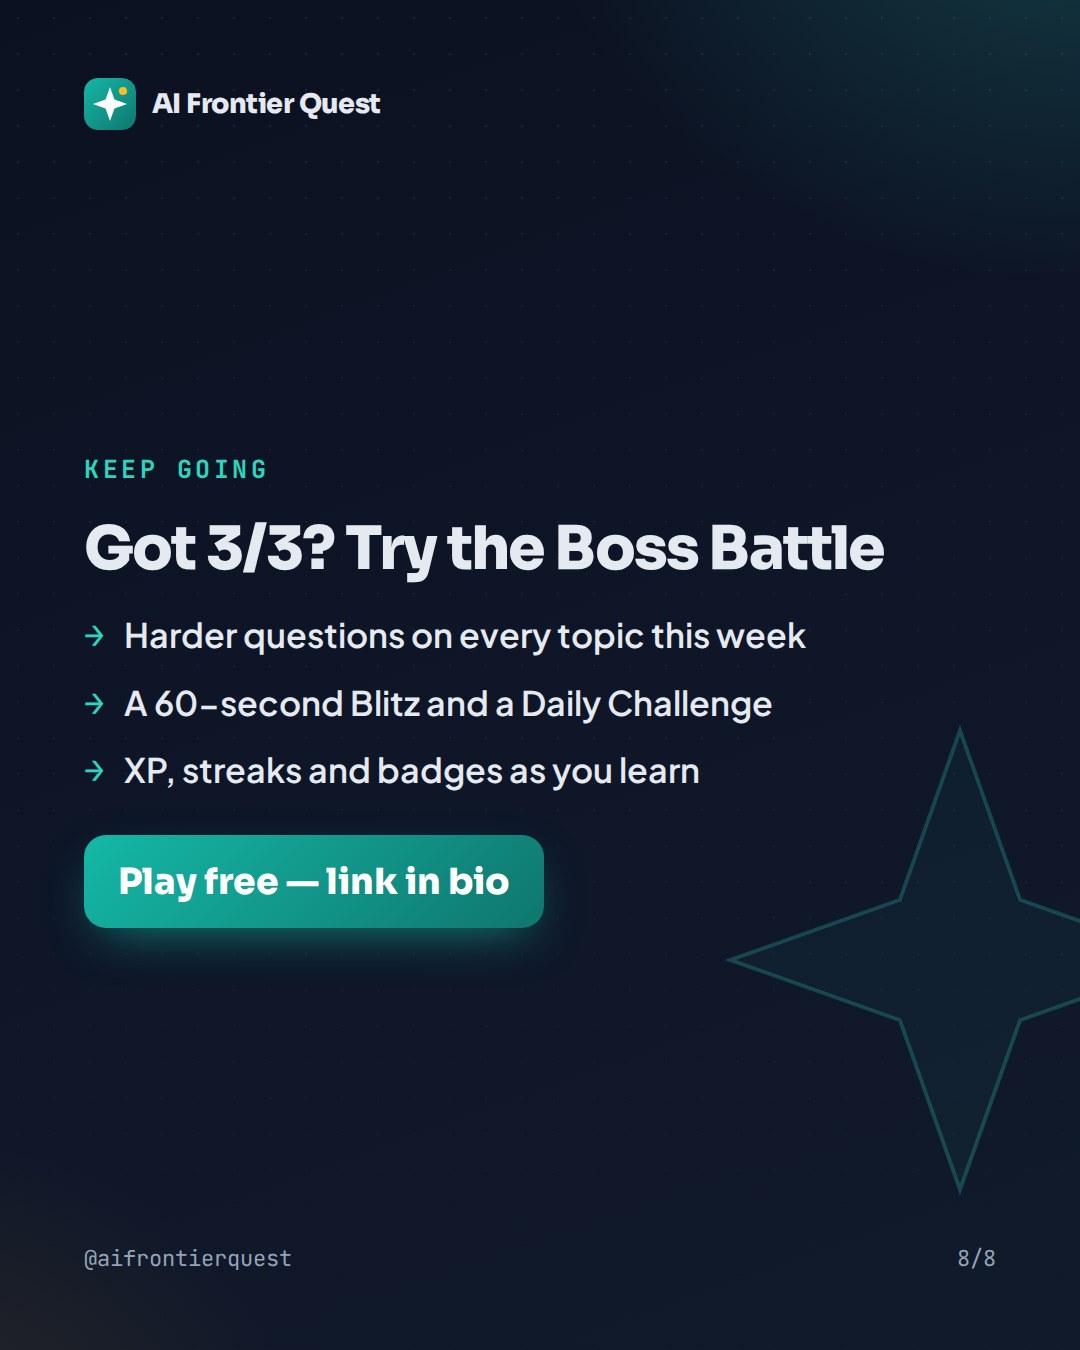 AI Frontier Quest
KEEP GOING
Got 3/3? Try the Boss Battle
→ Harder questions on every topic this week
→ A 60-second Blitz and a Daily Challenge
→ XP, streaks and badges as you learn
Play free — link in bio
@aifrontierquest
8/8